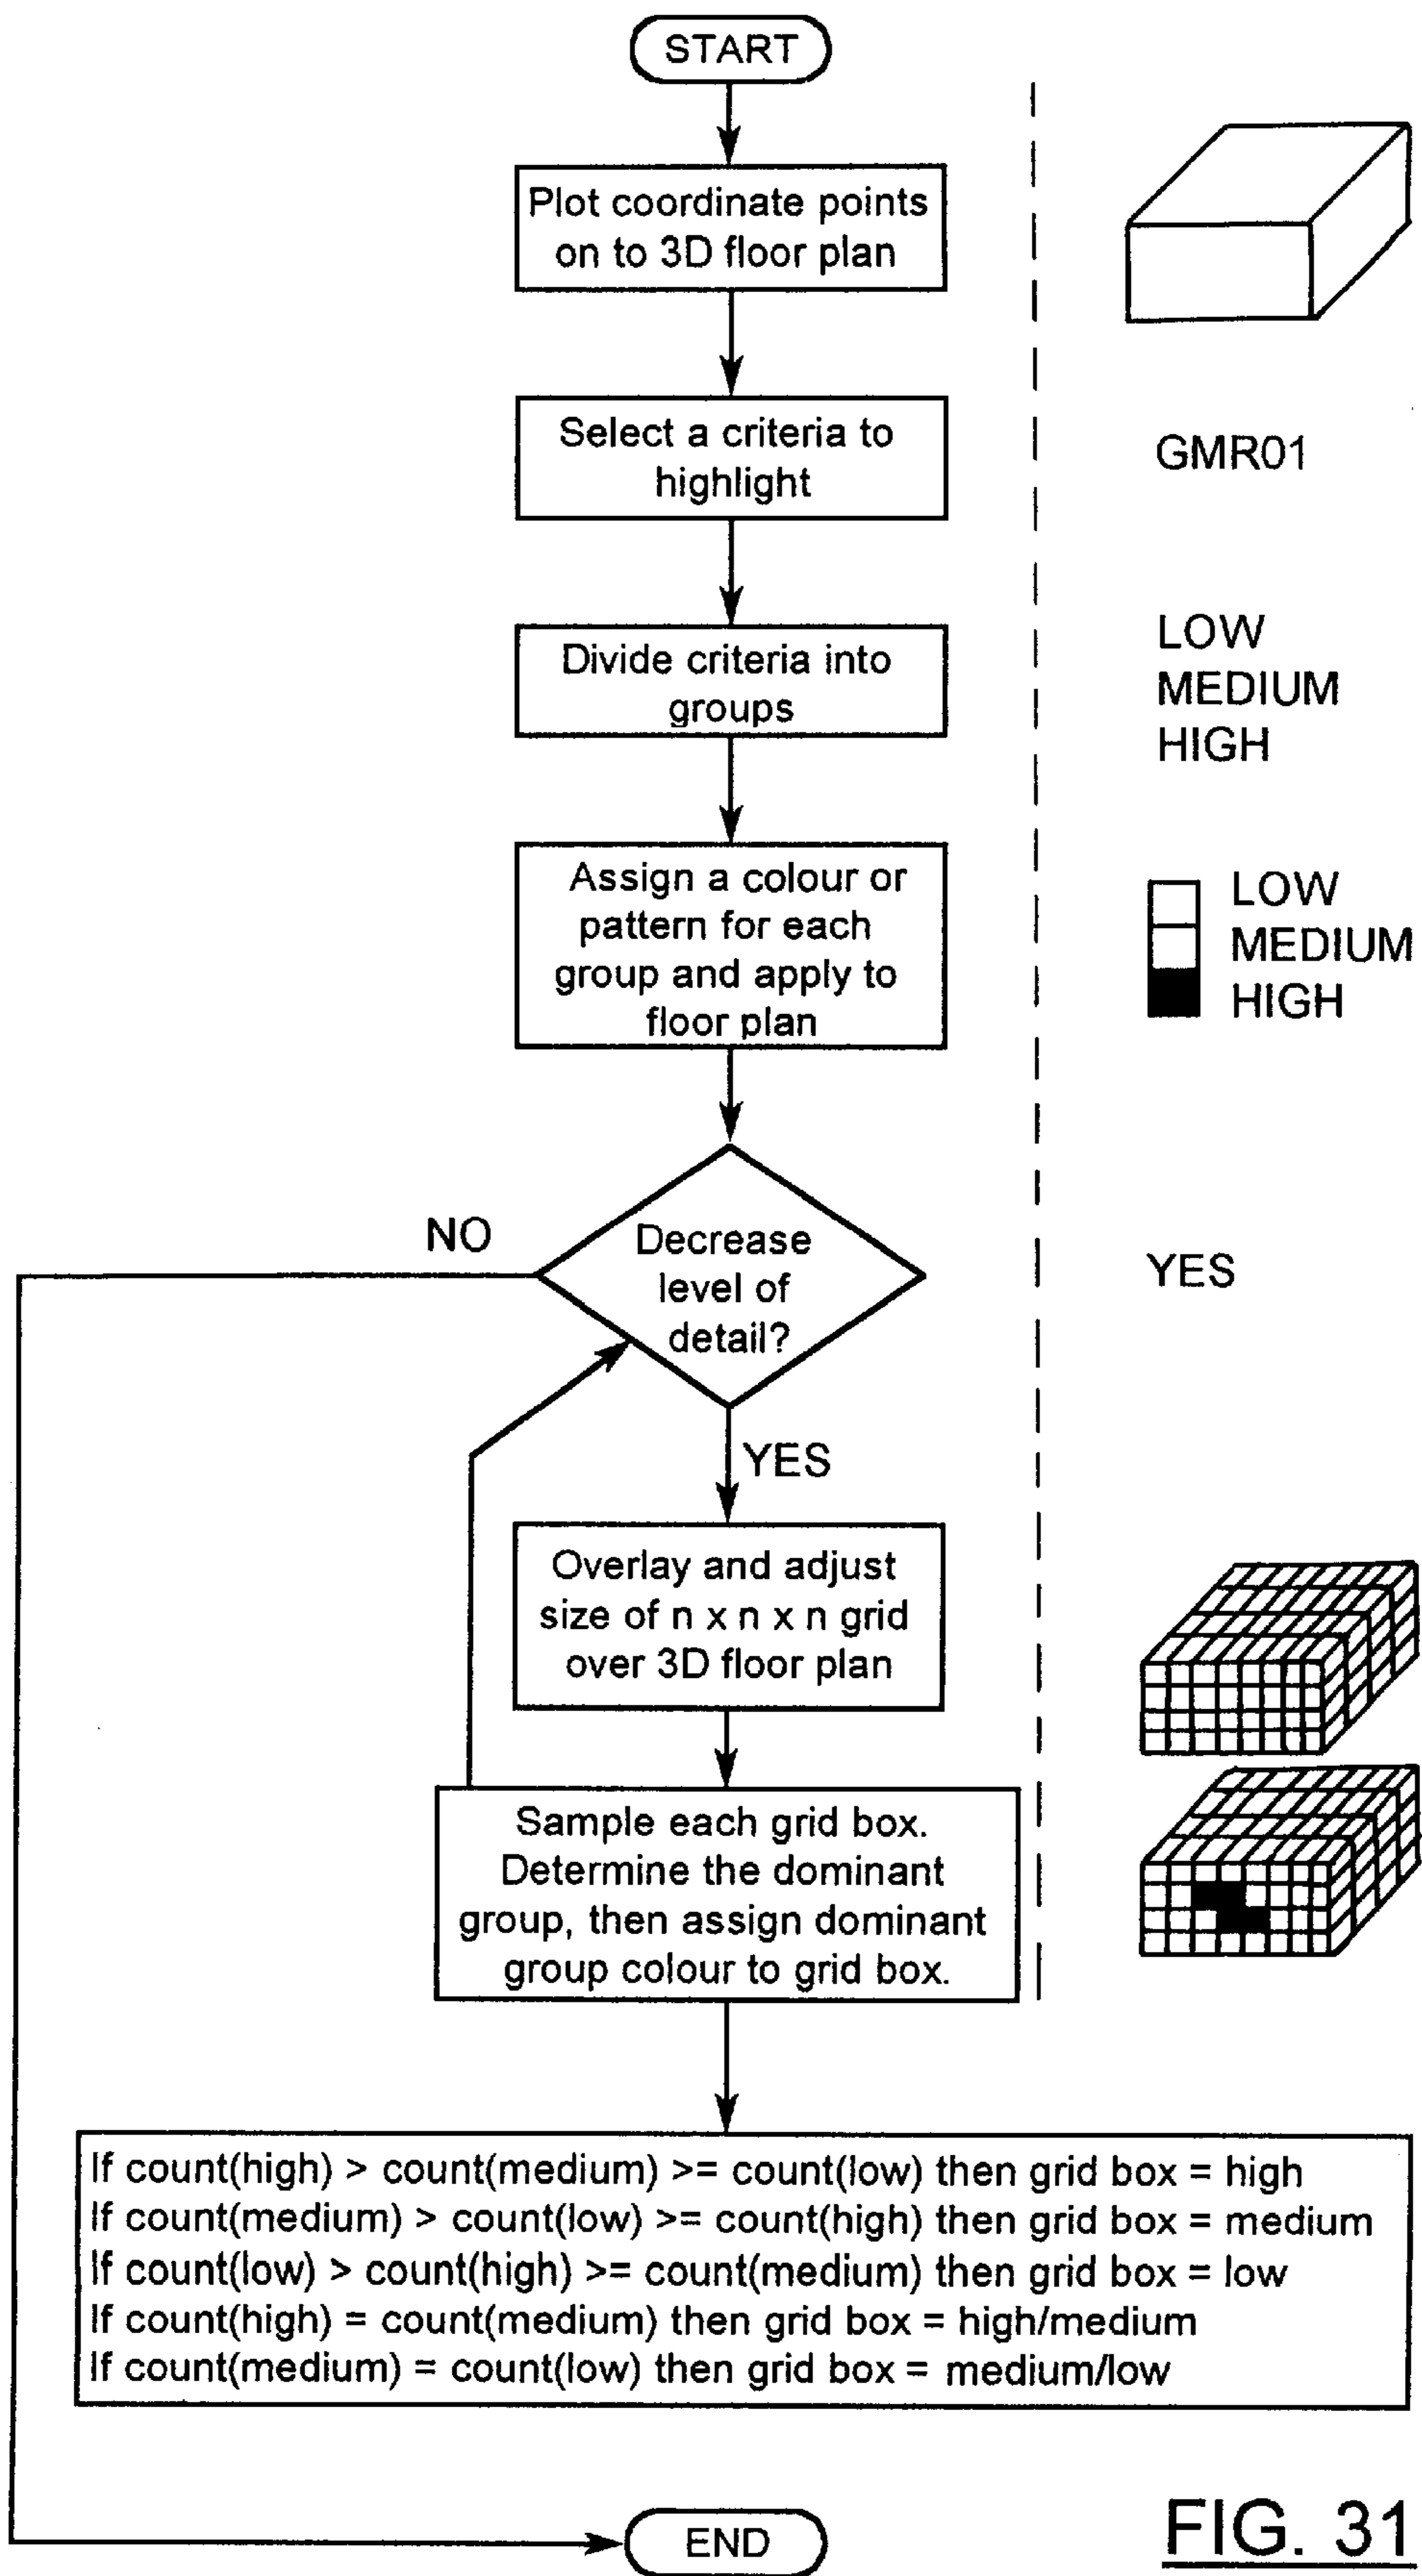 START
Plot coordinate points
on to 3D floor plan
Select a criteria to
highlight
GMR01
Divide criteria into
groups
LOW
MEDIUM
HIGH
Assign a colour or
pattern for each
group and apply to
floor plan
LOW
MEDIUM
HIGH
NO
Decrease
level of
detail?
YES
YES
Overlay and adjust
size of n x n x n grid
over 3D floor plan
Sample each grid box.
Determine the dominant
group, then assign dominant
group colour to grid box.
If count(high) > count(medium) >= count(low) then grid box = high
If count(medium) > count(low) >= count(high) then grid box = medium
If count(low) > count(high) >= count(medium) then grid box = low
If count(high) = count(medium) then grid box = high/medium
If count(medium) = count(low) then grid box = medium/low
END
FIG. 31